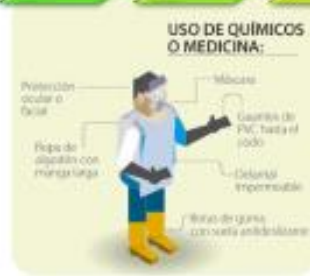 USO DE QUÍMICOS
O MEDICINA:
Protección
ocular o
facial
Máscara
Guantes de
PVC hasta el
codo
Ropa de
algodón con
manga larga
Delantal
impermeable
Botas de goma
con suela antideslizante